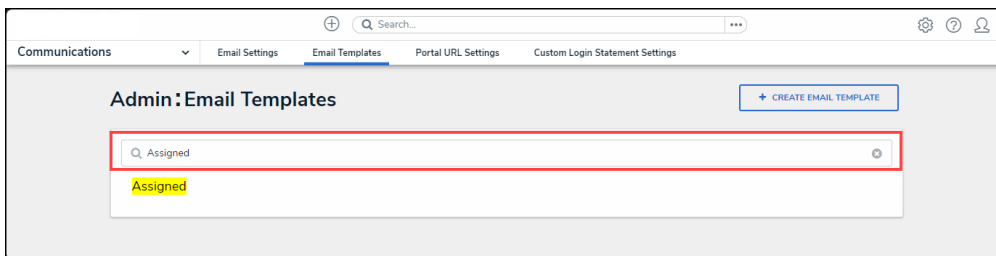 Search...
Communications Email Settings Email Templates Portal URL Settings Custom Login Statement Settings
Admin:Email Templates
+ CREATE EMAIL TEMPLATE
Assigned
Assigned